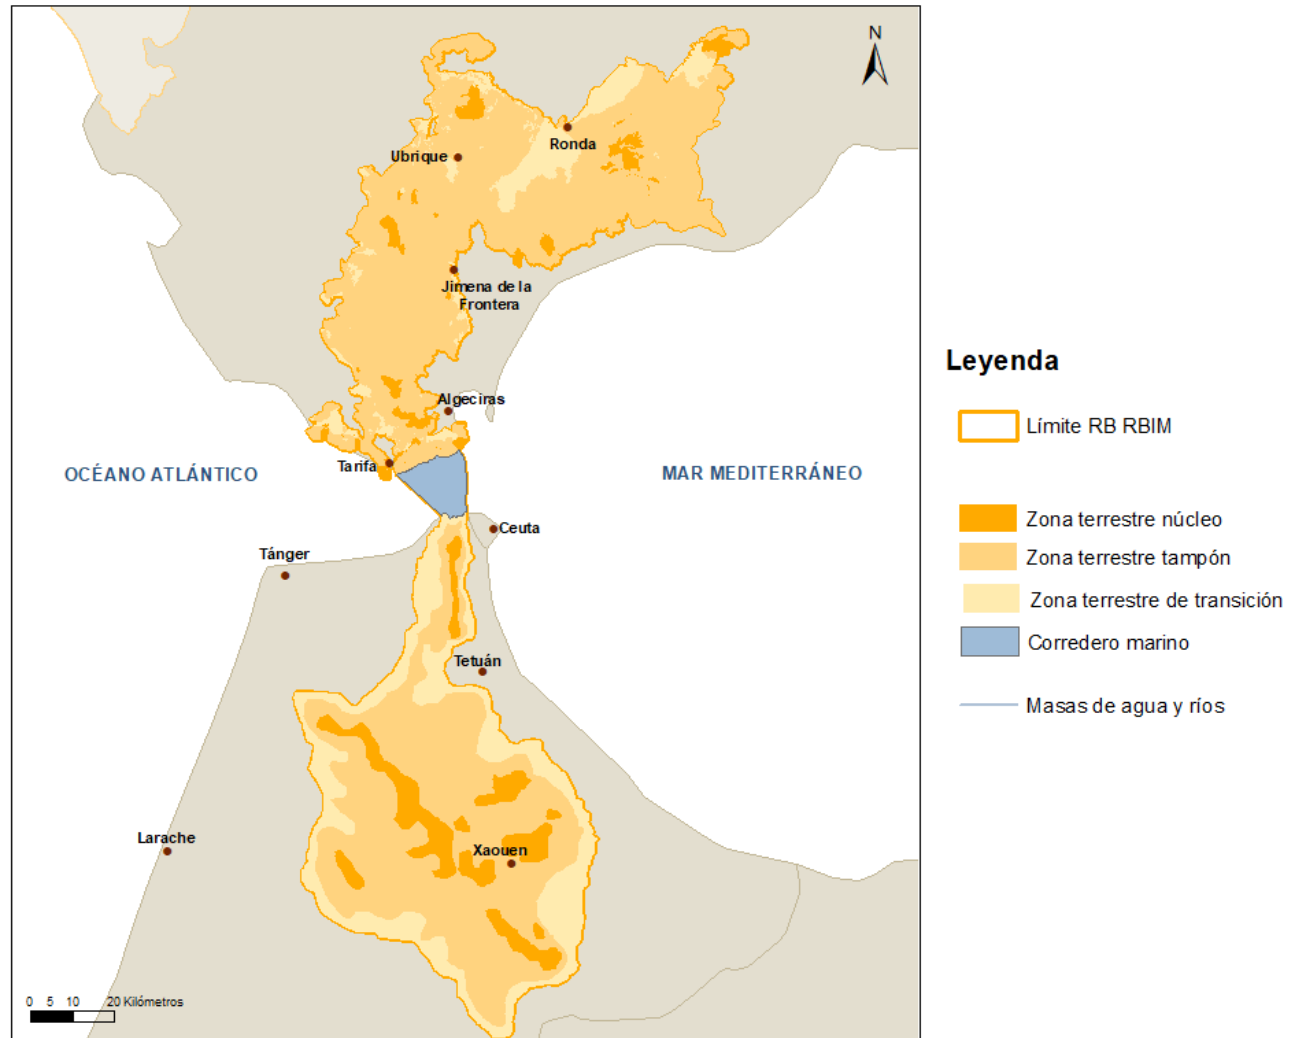 N
Ronda
Ubrique
Jimena de la
Frontera
Algeciras
Tarifa
OCÉANO ATLÁNTICO
MAR MEDITERRÁNEO
Ceuta
Tánger
Tetuán
Larache
Xaouen
0 5 10 20 Kilómetros
Leyenda
Límite RB RBIM
Zona terrestre núcleo
Zona terrestre tampón
Zona terrestre de transición
Corredero marino
Masas de agua y ríos